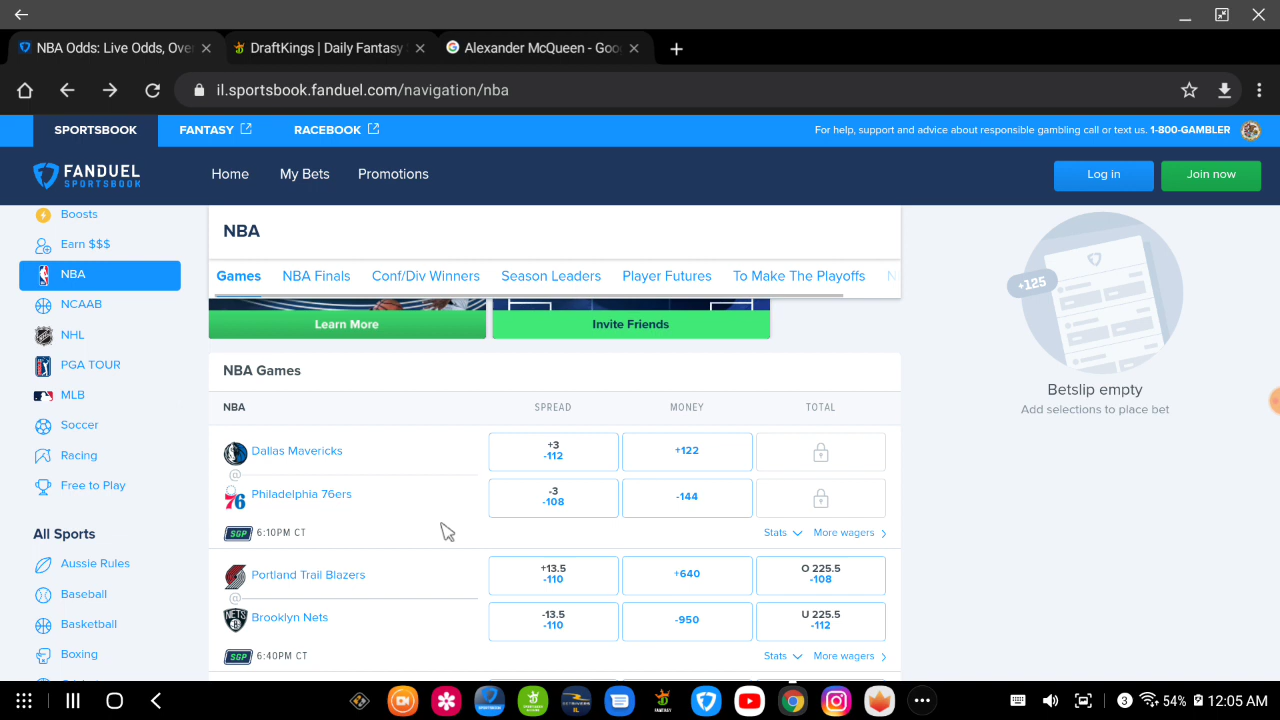 NBA Odds: Live Odds, Ove
DraftKings | Daily Fantasy
Alexander McQueen - Goo
il.sportsbook.fanduel.com/navigation/nba
SPORTSBOOK
FANTASY
RACEBOOK
For help, support and advice about responsible gambling call or text us. 1-800-GAMBLER
FANDUEL
SPORTSBOOK
Home
My Bets
Promotions
Log in
Join now
Boosts
Earn $$$
NBA
NCAAB
NHL
PGA TOUR
MLB
Soccer
Racing
Free to Play
All Sports
Aussie Rules
Baseball
Basketball
Boxing
NBA
Games
NBA Finals
Conf/Div Winners
Season Leaders
Player Futures
To Make The Playoffs
N
Learn More
Invite Friends
NBA Games
NBA SPREAD MONEY TOTAL
Dallas Mavericks
+3
-112
+122
@
Philadelphia 76ers
-3
-108
-144
SGP 6:10PM CT
Stats
More wagers
Portland Trail Blazers
+13.5
-110
+640
O 225.5
-108
@
Brooklyn Nets
-13.5
-110
-950
U 225.5
-112
SGP 6:40PM CT
Stats
More wagers
+125
Betslip empty
Add selections to place bet
3
54%
12:05 AM